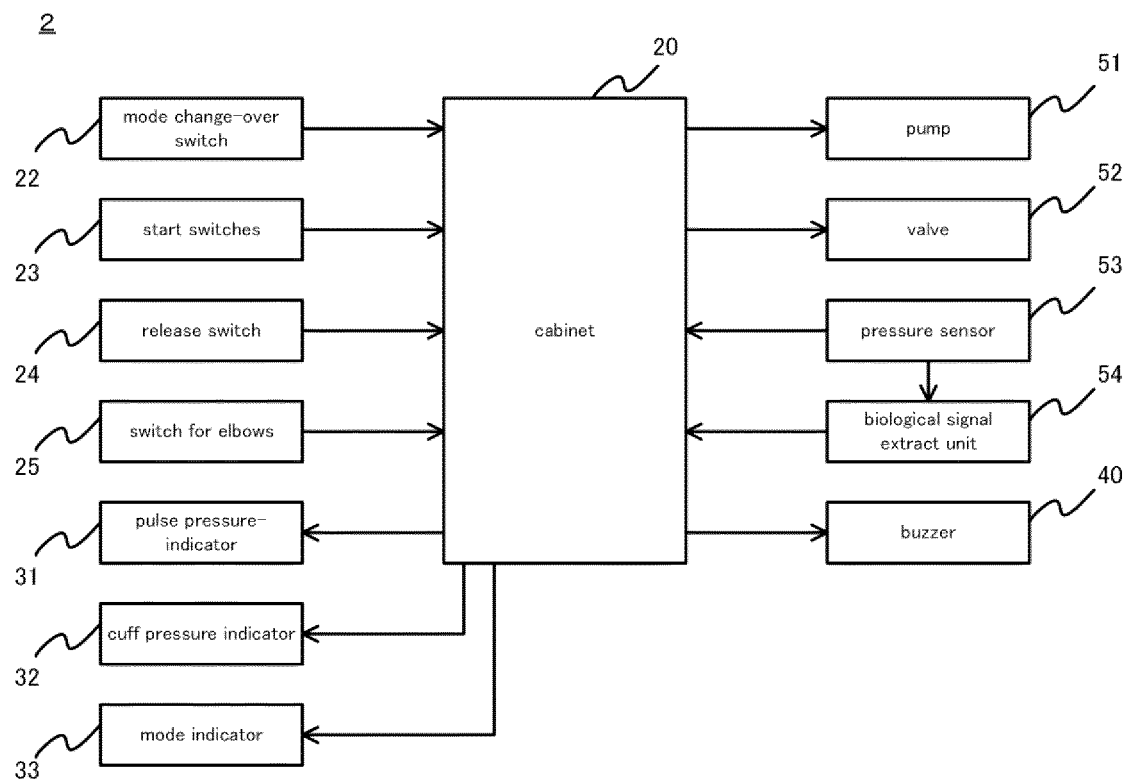 2
20
51
mode change-over
switch
pump
22
52
start switches
valve
23
53
release switch
cabinet
pressure sensor
24
54
switch for elbows
biological signal
extract unit
25
40
pulse pressure-
indicator
buzzer
31
cuff pressure indicator
32
mode indicator
33